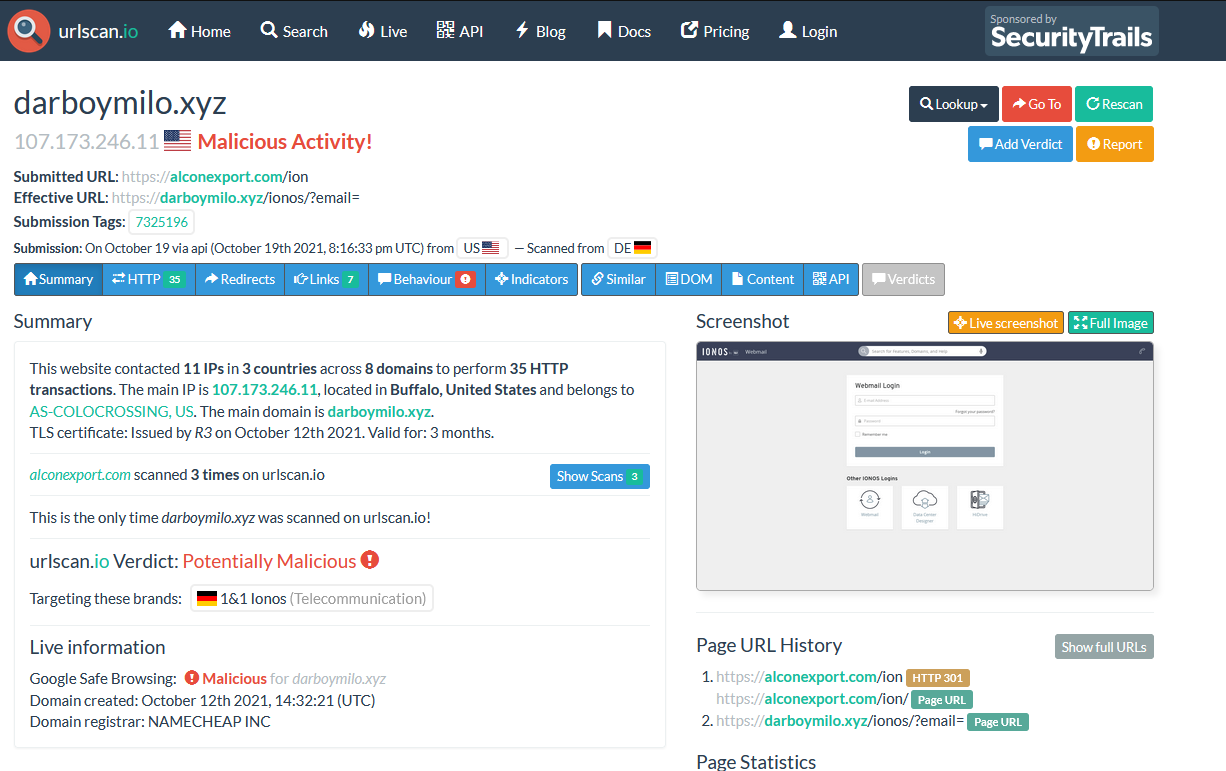 urlscan.io Home Search Live API Blog Docs Pricing Login Sponsored by SecurityTrails
darboymilo.xyz
Lookup Go To Rescan
107.173.246.11 Malicious Activity!
Add Verdict Report
Submitted URL: https://alconexport.com/ion
Effective URL: https://darboymilo.xyz/ionos/?email=
Submission Tags: 7325196
Submission: On October 19 via api (October 19th 2021, 8:16:33 pm UTC) from US — Scanned from DE
Summary HTTP 35 Redirects Links 7 Behaviour Indicators Similar DOM Content API Verdicts
Summary
This website contacted 11 IPs in 3 countries across 8 domains to perform 35 HTTP
transactions. The main IP is 107.173.246.11, located in Buffalo, United States and belongs to
AS-COLOCROSSING, US. The main domain is darboymilo.xyz.
TLS certificate: Issued by R3 on October 12th 2021. Valid for: 3 months.
alconexport.com scanned 3 times on urlscan.io Show Scans 3
This is the only time darboymilo.xyz was scanned on urlscan.io!
urlscan.io Verdict: Potentially Malicious
Targeting these brands: 1&1 Ionos (Telecommunication)
Live information
Google Safe Browsing: Malicious for darboymilo.xyz
Domain created: October 12th 2021, 14:32:21 (UTC)
Domain registrar: NAMECHEAP INC
Screenshot Live screenshot Full Image
IONOS Webmail Search for Features, Domains, and Help
Webmail Login
E-mail Address
Forgot your password?
Password
Remember me
Login
Other IONOS Logins
Webmail Data Center HiDrive
Designer
Page URL History Show full URLs
1. https://alconexport.com/ion HTTP 301
https://alconexport.com/ion/ Page URL
2. https://darboymilo.xyz/ionos/?email= Page URL
Page Statistics